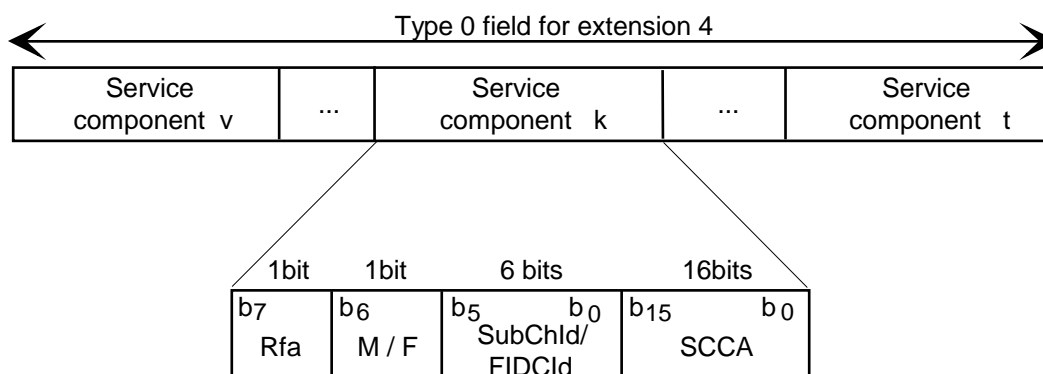 Type 0 field for extension 4
Service component v
...
Service component k
...
Service component t
1bit 1bit 6 bits 16bits
b7 b6 b5 b0 b15 b0
Rfa M / F SubChId/ FIDCId SCCA